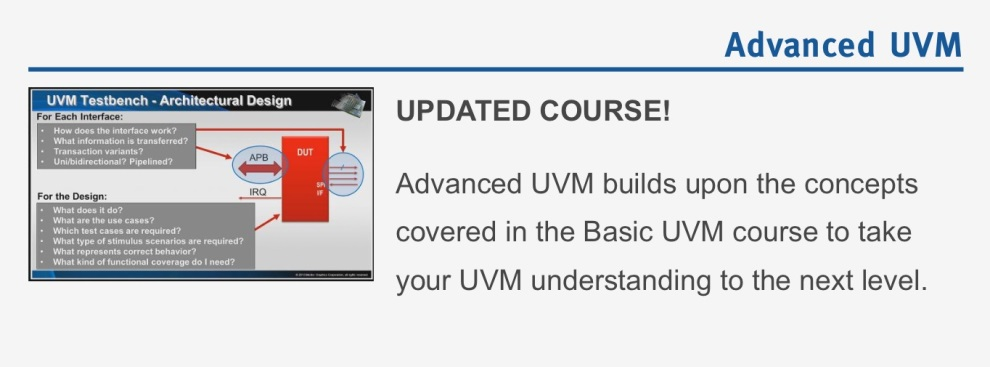 Advanced UVM
UVM Testbench - Architectural Design
For Each Interface:
• How does the interface work?
• What information is transferred?
• Transaction variants?
• Uni/bidirectional? Pipelined?
APB
DUT
SPI
I/F
IRQ
For the Design:
• What does it do?
• What are the use cases?
• Which test cases are required?
• What type of stimulus scenarios are required?
• What represents correct behavior?
• What kind of functional coverage do I need?
UPDATED COURSE!
Advanced UVM builds upon the concepts
covered in the Basic UVM course to take
your UVM understanding to the next level.